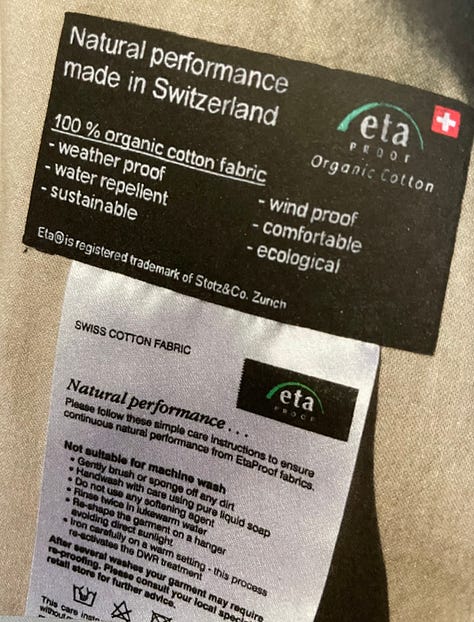 Natural performance
made in Switzerland
eta
PROOF
Organic Cotton
100 % organic cotton fabric
- weather proof
- water repellent
- sustainable
- wind proof
- comfortable
- ecological
Eta®is registered trademark of Stotz&Co. Zurich
SWISS COTTON FABRIC
eta
PROOF
Natural performance . . .
Please follow these simple care instructions to ensure
continuous natural performance from EtaProof fabrics.
Not suitable for machine wash
• Gently brush or sponge off any dirt
• Handwash with care using pure liquid soap
• Do not use any softening agent
• Rinse twice in lukewarm water
• Re-shape the garment on a hanger
avoiding direct sunlight
• Iron carefully on a warm setting - this process
re-activates the DWR treatment
After several washes your garment may require
re-proofing. Please consult your local
retail store for further advice.
This care
without